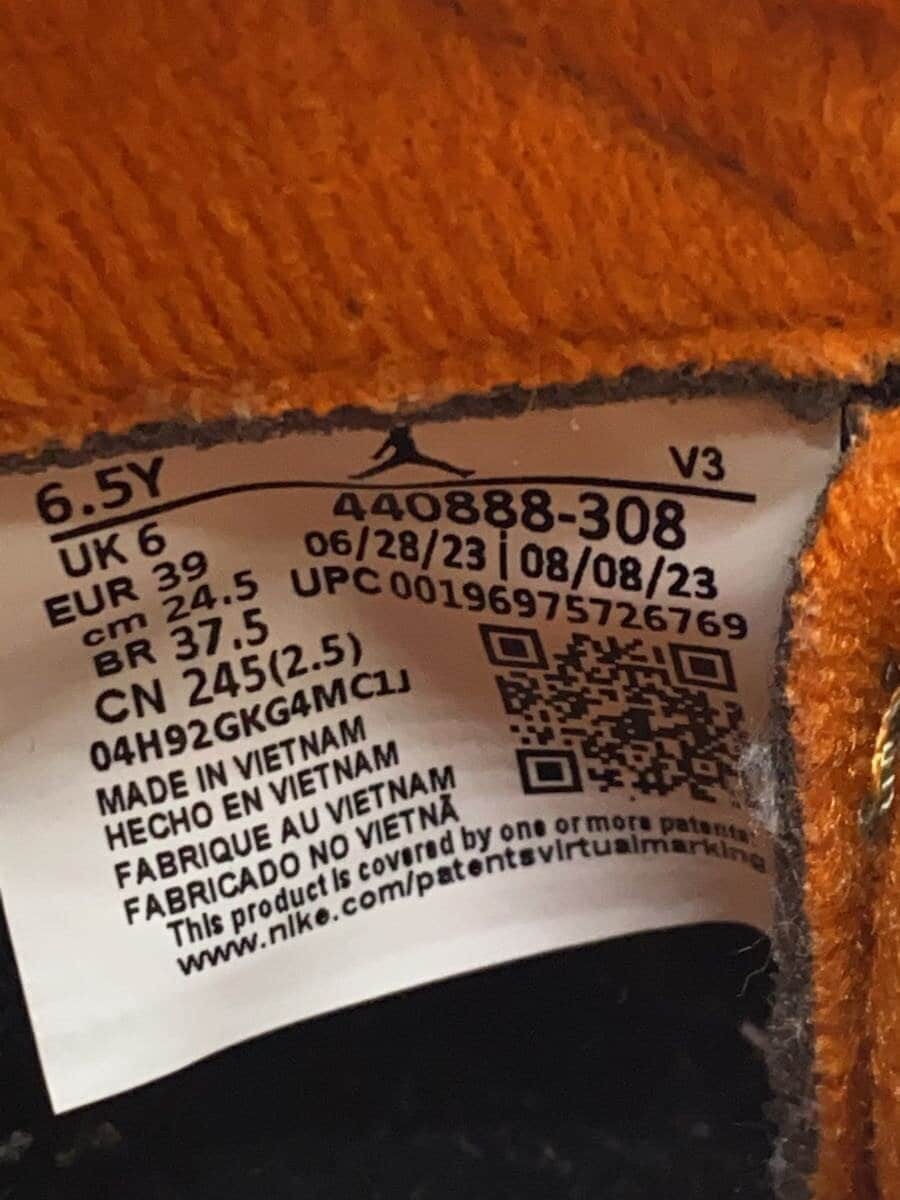 6.5Y
V3
UK 6
EUR 39
cm 24.5
BR 37.5
CN 245(2.5)
440888-308
06/28/23 | 08/08/23
UPC 00196975726769
04H92GKG4MC1J
MADE IN VIETNAM
HECHO EN VIETNAM
FABRIQUE AU VIETNAM
FABRICADO NO VIETNÃ
This product is covered by one or more patents
www.nike.com/patentsvirtualmarking